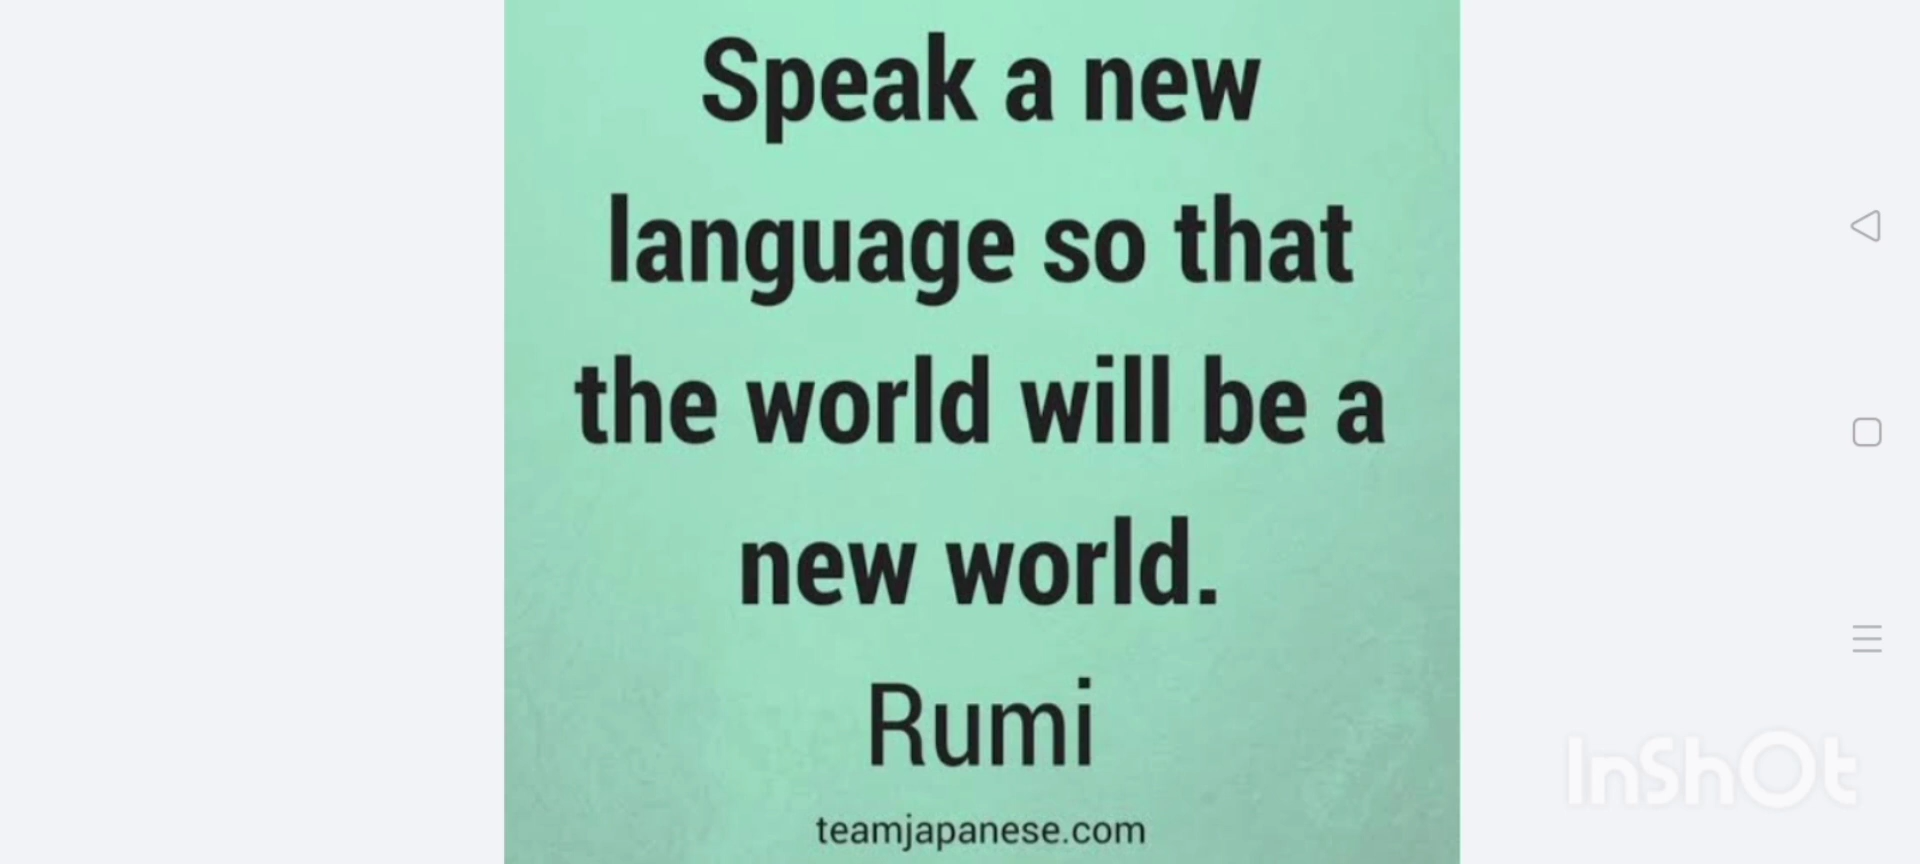 Speak a new
language so that
the world will be a
new world.
Rumi
teamjapanese.com
InShOt